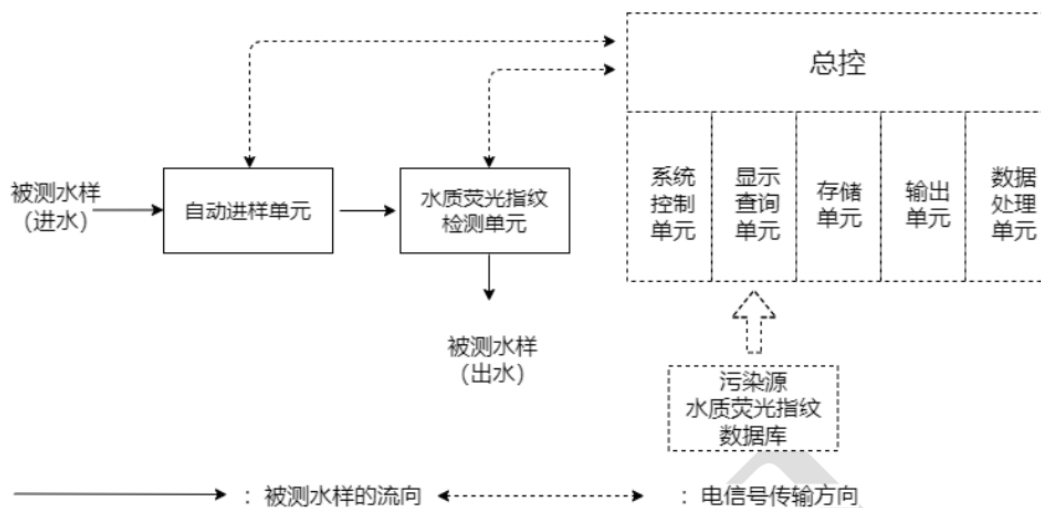 总控
系统
控制
单元
显示
查询
单元
存储
单元
输出
单元
数据
处理
单元
被测水样
(进水)
自动进样单元
水质荧光指纹
检测单元
被测水样
(出水)
污染源
水质荧光指纹
数据库
：被测水样的流向
：电信号传输方向